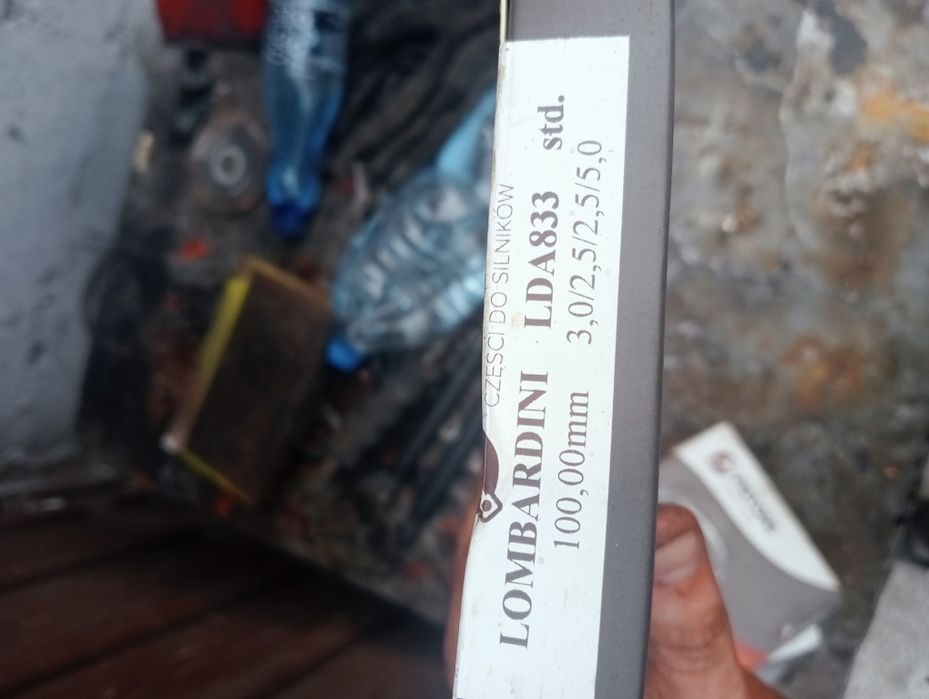 CZĘŚCI DO SILNIKÓW
LOMBARDINI LDA833 std.
100,00mm 3,0/2,5/2,5/5,0